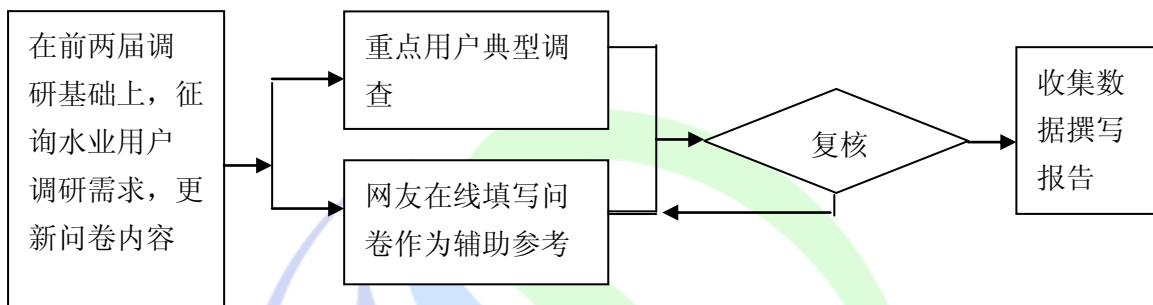 在前两届调
研基础上，征
询水业用户
调研需求，更
新问卷内容
重点用户典型调
查
网友在线填写问
卷作为辅助参考
复核
收集数
据撰写
报告